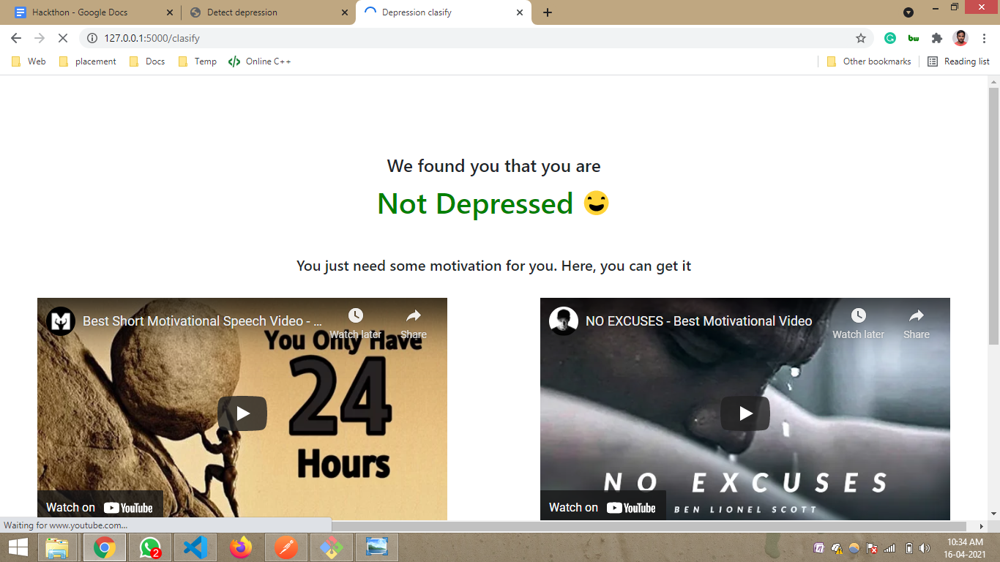 Hackthon - Google Docs
Detect depression
Depression clasify
127.0.0.1:5000/clasify
bw
Web
placement
Docs
Temp
Online C++
Other bookmarks
Reading list
We found you that you are
Not Depressed 😄
You just need some motivation for you. Here, you can get it
Best Short Motivational Speech Video - ...
Watch later
Share
You Only Have
24
Hours
Watch on YouTube
NO EXCUSES - Best Motivational Video
Watch later
Share
NO EXCUSES
BEN LIONEL SCOTT
Watch on YouTube
Waiting for www.youtube.com...
2
10:34 AM
16-04-2021